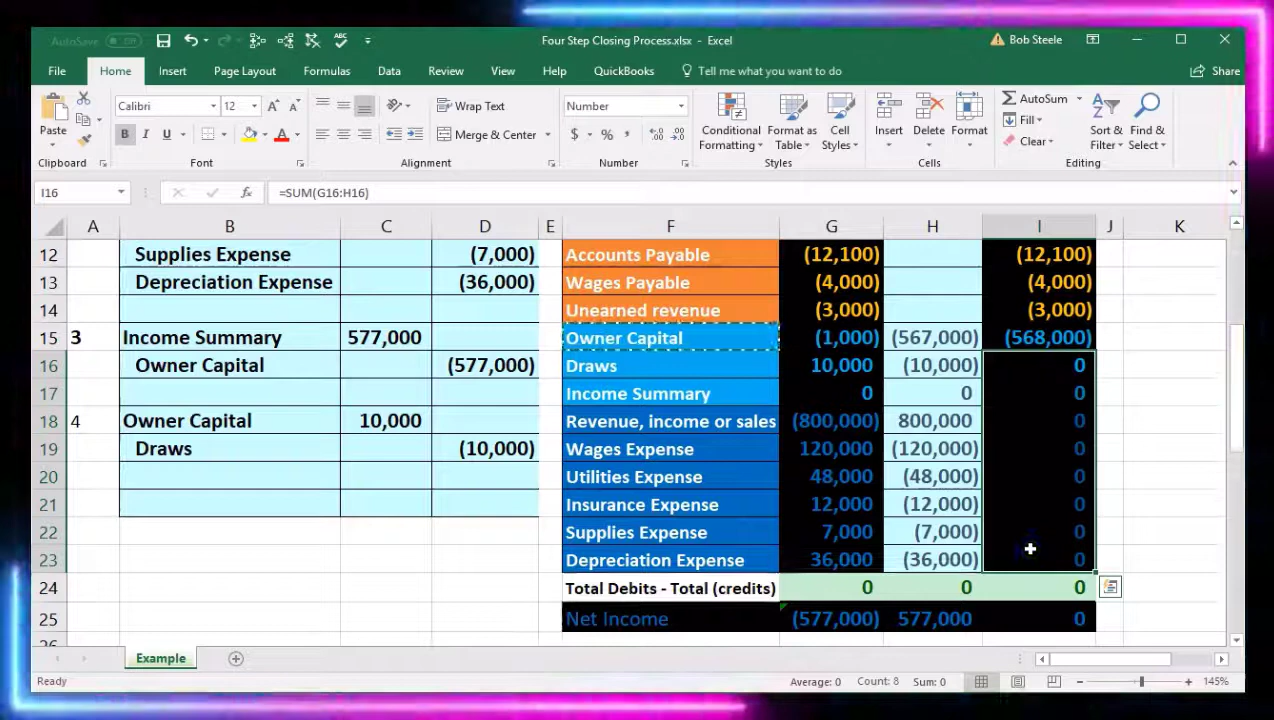 AutoSave Off Four Step Closing Process.xlsx - Excel Bob Steele
File Home Insert Page Layout Formulas Data Review View Help QuickBooks Tell me what you want to do Share
Paste Calibri 12 Wrap Text Number Conditional Formatting Format as Table Cell Styles Insert Delete Format AutoSum Sort & Filter Find & Select
B I U Merge & Center $ % , Fill Clear
Clipboard Font Alignment Number Styles Cells Editing
I16 fx =SUM(G16:H16)
A B C D E F G H I J K
12 Supplies Expense (7,000) Accounts Payable (12,100) (12,100)
13 Depreciation Expense (36,000) Wages Payable (4,000) (4,000)
14 Unearned revenue (3,000) (3,000)
15 3 Income Summary 577,000 Owner Capital (1,000) (567,000) (568,000)
16 Owner Capital (577,000) Draws 10,000 (10,000) 0
17 Income Summary 0 0 0
18 4 Owner Capital 10,000 Revenue, income or sales (800,000) 800,000 0
19 Draws (10,000) Wages Expense 120,000 (120,000) 0
20 Utilities Expense 48,000 (48,000) 0
21 Insurance Expense 12,000 (12,000) 0
22 Supplies Expense 7,000 (7,000) 0
23 Depreciation Expense 36,000 (36,000) 0
24 Total Debits - Total (credits) 0 0 0
25 Net Income (577,000) 577,000 0
Example
Ready Average: 0 Count: 8 Sum: 0 145%